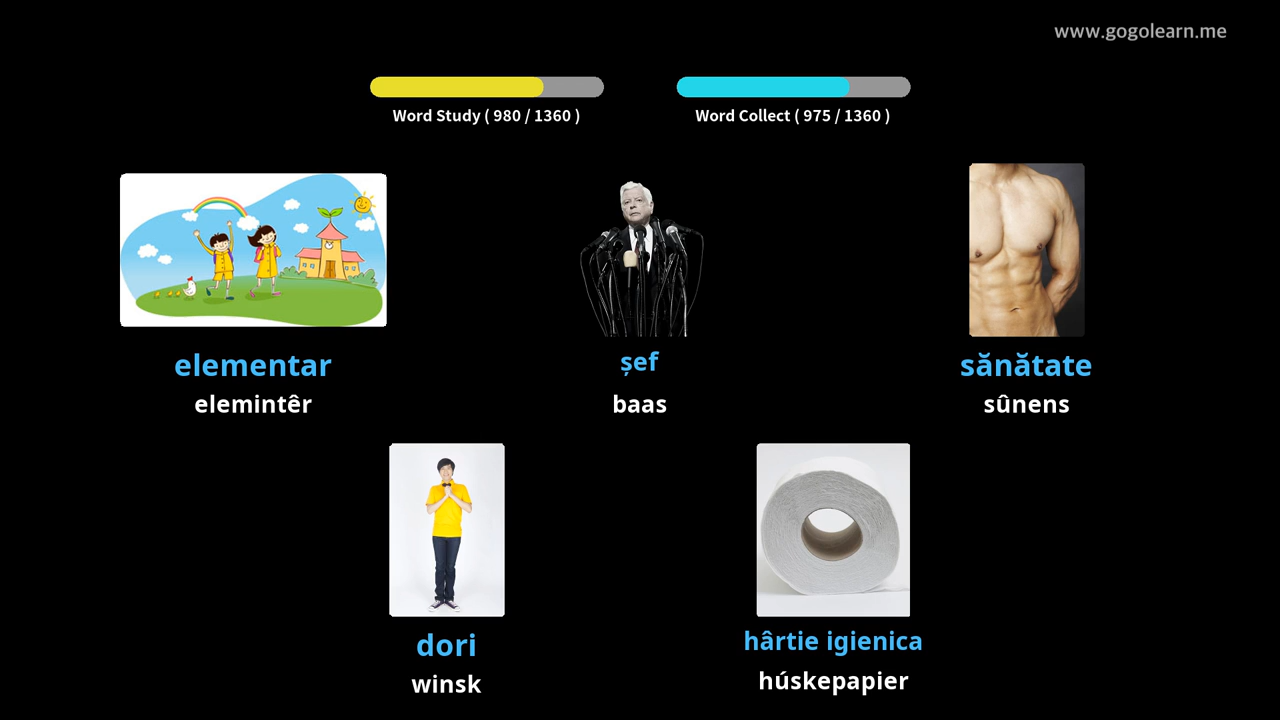 www.gogolearn.me
Word Study ( 980 / 1360 )
Word Collect ( 975 / 1360 )
elementar
elemintêr
șef
baas
sănătate
sûnens
dori
winsk
hârtie igienica
húskepapier